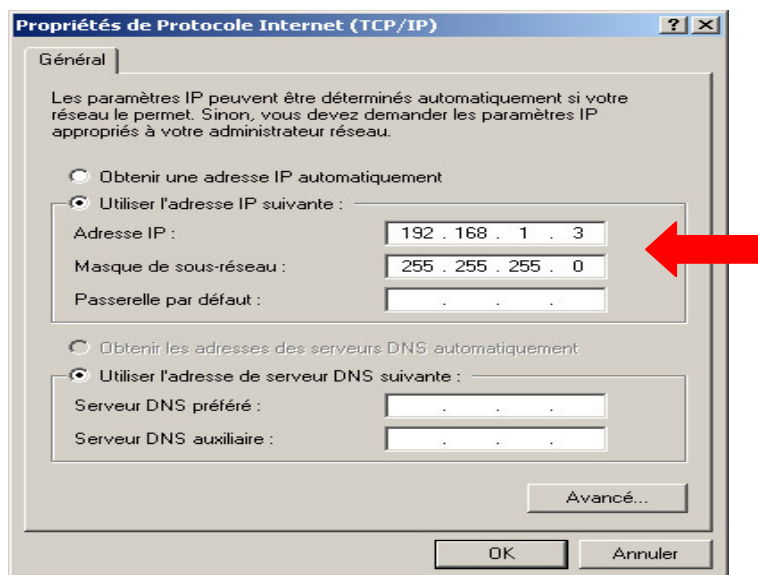 Propriétés de Protocole Internet (TCP/IP)
Général
Les paramètres IP peuvent être déterminés automatiquement si votre
réseau le permet. Sinon, vous devez demander les paramètres IP
appropriés à votre administrateur réseau.
Obtenir une adresse IP automatiquement
Utiliser l'adresse IP suivante :
Adresse IP : 192 . 168 . 1 . 3
Masque de sous-réseau : 255 . 255 . 255 . 0
Passerelle par défaut : . . .
Obtenir les adresses des serveurs DNS automatiquement
Utiliser l'adresse de serveur DNS suivante :
Serveur DNS préféré : . . .
Serveur DNS auxiliaire : . . .
Avancé...
OK Annuler